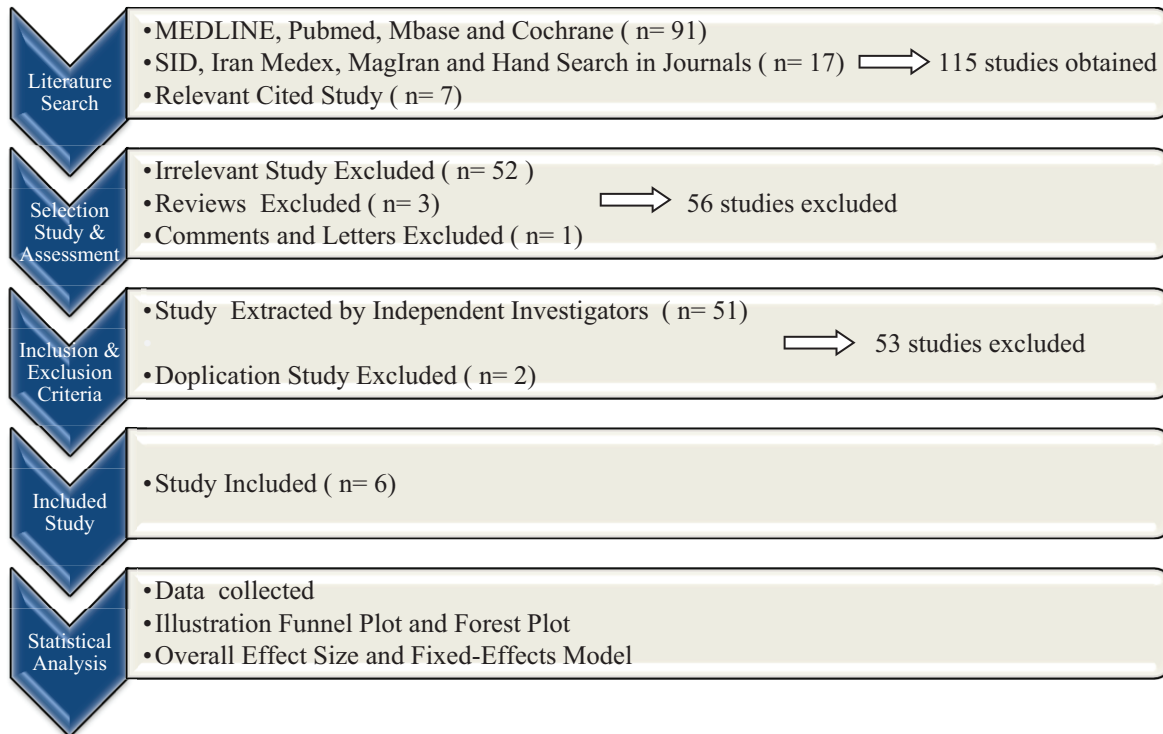 Literature
Search
•MEDLINE, Pubmed, Mbase and Cochrane ( n= 91)
•SID, Iran Medex, MagIran and Hand Search in Journals ( n= 17) 115 studies obtained
•Relevant Cited Study ( n= 7)
Selection
Study &
Assessment
•Irrelevant Study Excluded ( n= 52 )
•Reviews Excluded ( n= 3) 56 studies excluded
•Comments and Letters Excluded ( n= 1)
Inclusion &
Exclusion
Criteria
•Study Extracted by Independent Investigators ( n= 51)
53 studies excluded
•Doplication Study Excluded ( n= 2)
Included
Study
•Study Included ( n= 6)
Statistical
Analysis
•Data collected
•Illustration Funnel Plot and Forest Plot
•Overall Effect Size and Fixed-Effects Model